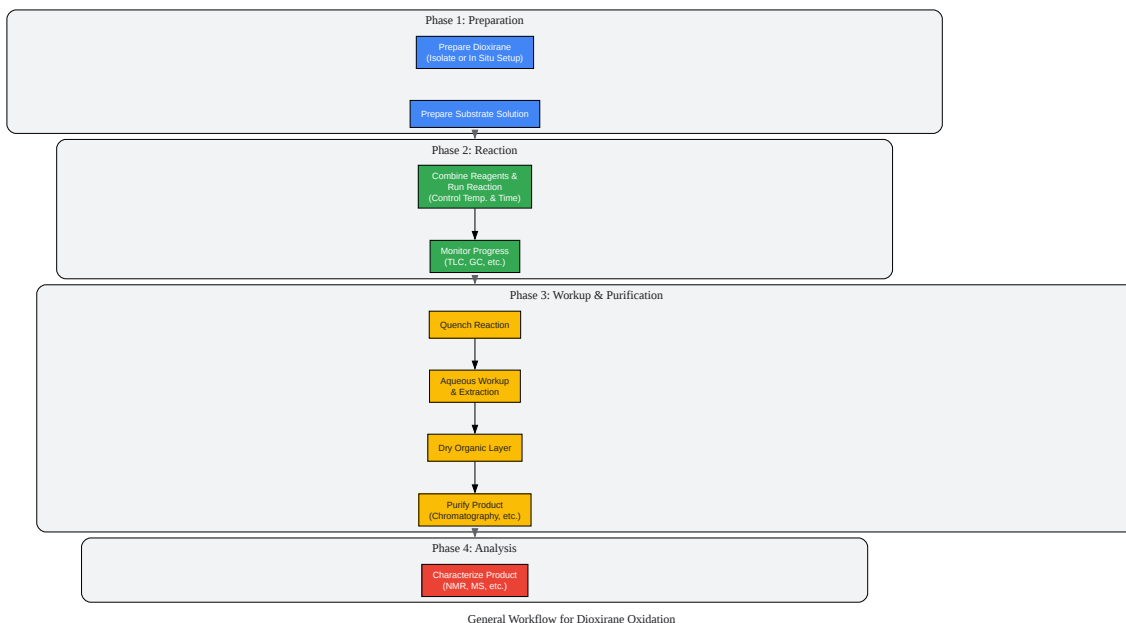 Phase 1: Preparation
Prepare Dioxirane
(Isolate or In Situ Setup)
Prepare Substrate Solution
Phase 2: Reaction
Combine Reagents &
Run Reaction
(Control Temp. & Time)
Monitor Progress
(TLC, GC, etc.)
Phase 3: Workup & Purification
Quench Reaction
Aqueous Workup
& Extraction
Dry Organic Layer
Purify Product
(Chromatography, etc.)
Phase 4: Analysis
Characterize Product
(NMR, MS, etc.)
General Workflow for Dioxirane Oxidation